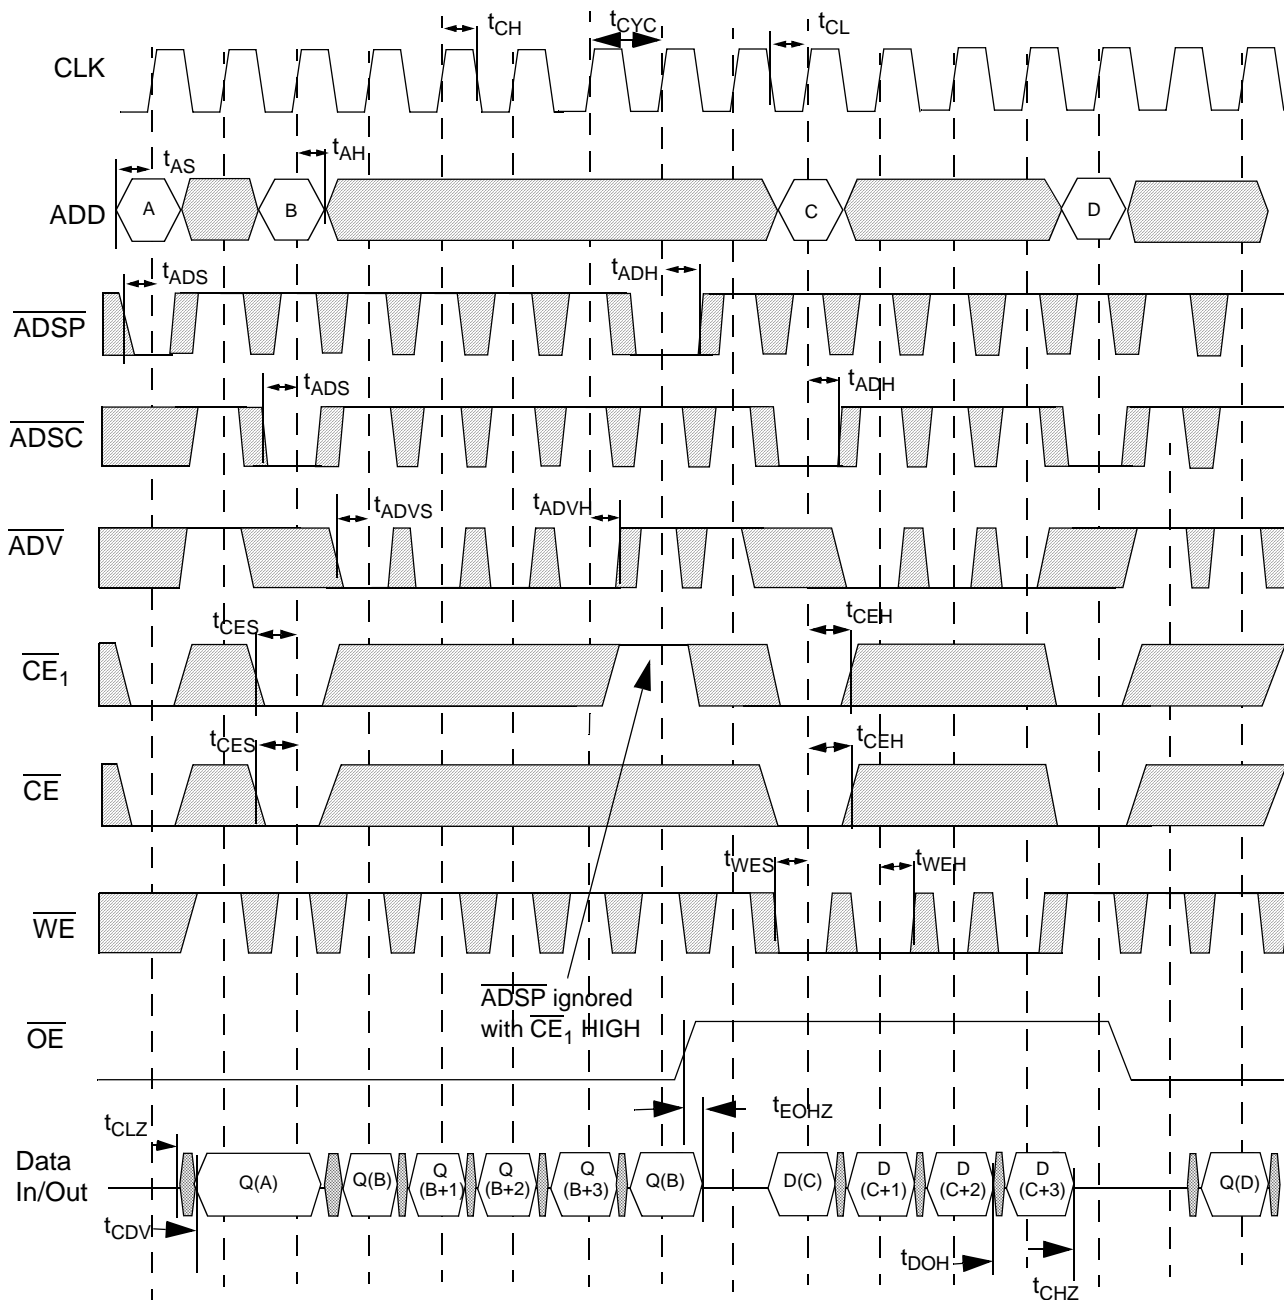 tCH
tCYC
tCL
CLK
tAS
tAH
ADD
A
B
C
D
tADS
tADH
ADSP
tADS
tADH
ADSC
tADVS
tADVH
ADV
tCES
tCEH
CE1
tCES
tCEH
CE
tWES
tWEH
WE
ADSP ignored
with CE1 HIGH
OE
tCLZ
tEOHZ
Data
In/Out
Q(A)
Q(B)
Q
(B+1)
Q
(B+2)
Q
(B+3)
Q(B)
D(C)
D
(C+1)
D
(C+2)
D
(C+3)
Q(D)
tCDV
tDOH
tCHZ